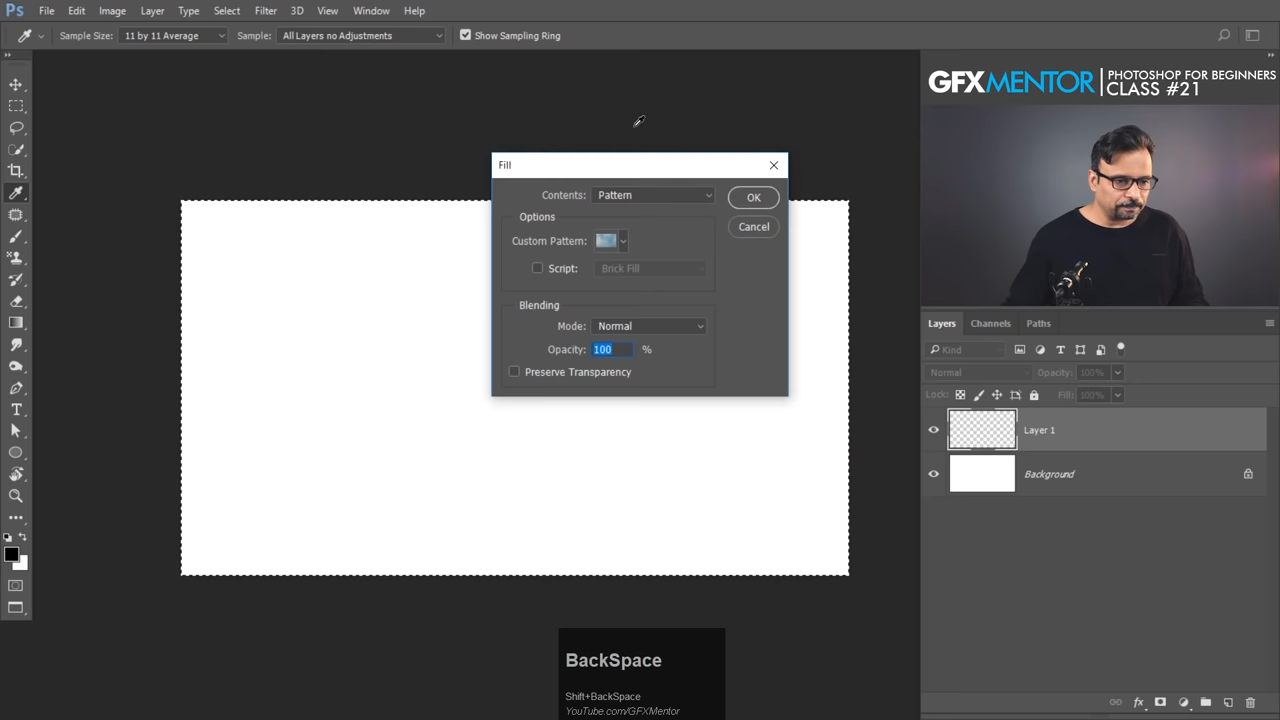 Ps File Edit Image Layer Type Select Filter 3D View Window Help
Sample Size: 11 by 11 Average Sample: All Layers no Adjustments Show Sampling Ring
GFXMENTOR PHOTOSHOP FOR BEGINNERS
CLASS #21
Fill
Contents: Pattern
OK
Options
Cancel
Custom Pattern:
Script: Brick Fill
Blending
Mode: Normal
Opacity: 100 %
Preserve Transparency
Layers Channels Paths
Kind
Normal Opacity: 100%
Lock: Fill: 100%
Layer 1
Background
fx
BackSpace
Shift+BackSpace
YouTube.com/GFXMentor